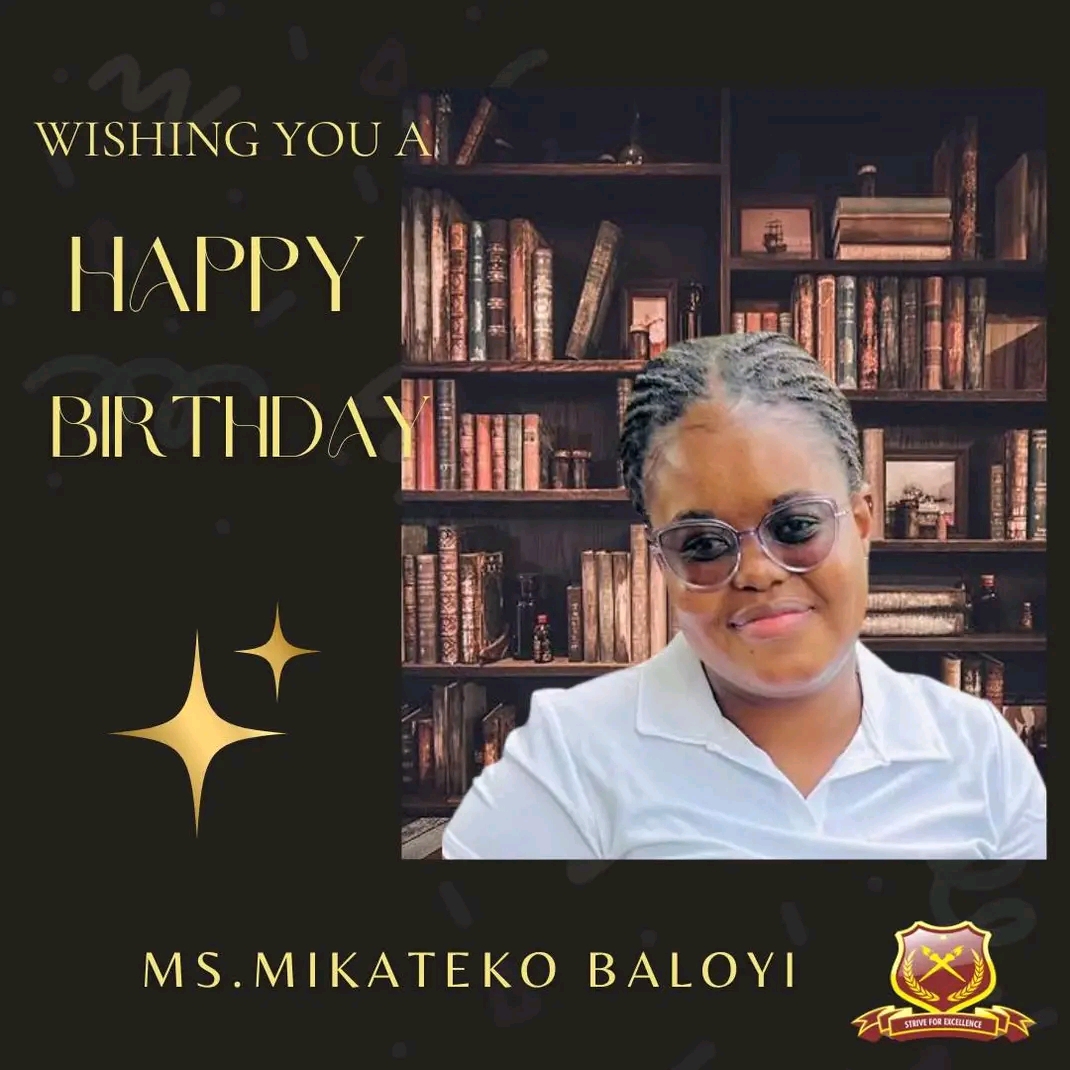 WISHING YOU A
HAPPY
BIRTHDAY
MS.MIKATEKO BALOYI
STRIVE FOR EXCELLENCE